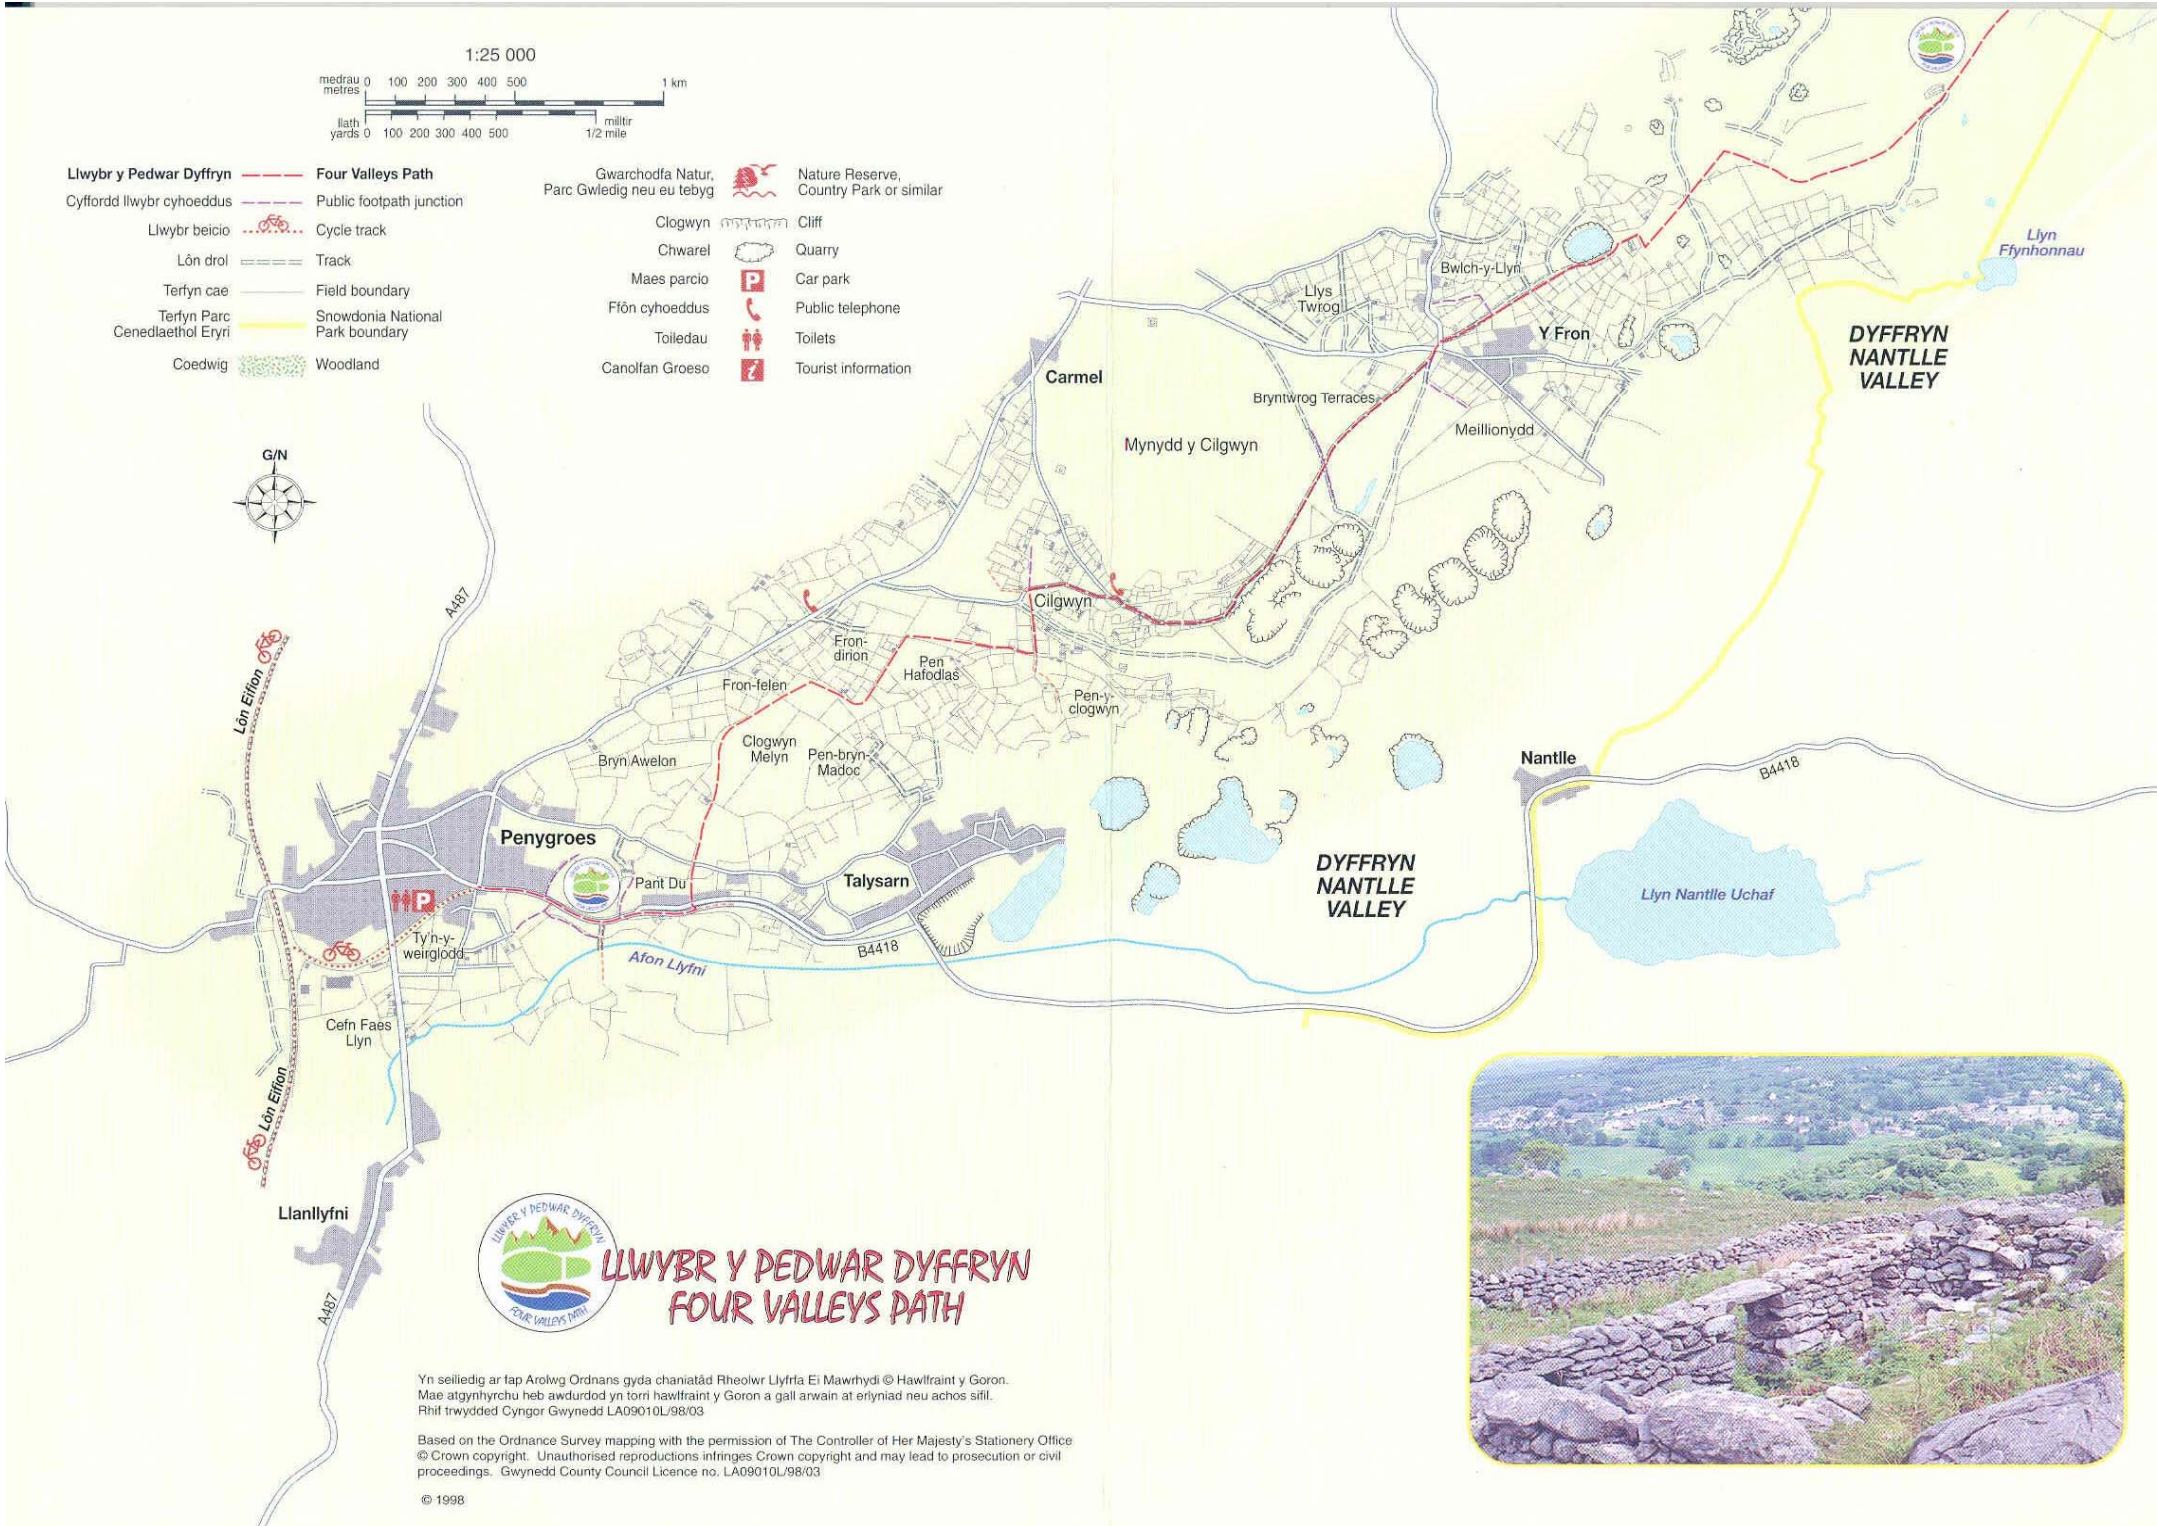 1:25 000
medrau 0 100 200 300 400 500 1 km
metres
llath milltir
yards 0 100 200 300 400 500 1/2 mile
Llwybr y Pedwar Dyffryn Four Valleys Path
Cyffordd llwybr cyhoeddus Public footpath junction
Llwybr beicio Cycle track
Lôn drol Track
Terfyn cae Field boundary
Terfyn Parc Snowdonia National
Cenedlaethol Eryri Park boundary
Coedwig Woodland
Gwarchodfa Natur, Nature Reserve,
Parc Gwledig neu eu tebyg Country Park or similar
Clogwyn Cliff
Chwarel Quarry
Maes parcio P Car park
Ffôn cyhoeddus Public telephone
Toiledau Toilets
Canolfan Groeso i Tourist information
G/N
Llyn
Ffynhonnau
Bwlch-y-Llyn
Llys
Twrog
Y Fron
DYFFRYN
NANTLLE
VALLEY
Carmel
Bryntwrog Terraces
Meillionydd
Mynydd y Cilgwyn
A487
Cilgwyn
Fron-
dirion
Pen
Hafodlas
Fron-felen
Pen-y-
clogwyn
Lôn Eifion
Clogwyn
Melyn
Bryn Awelon
Pen-bryn-
Madoc
Nantlle
B4418
Penygroes
Pant Du
Talysarn
DYFFRYN
NANTLLE
VALLEY
Llyn Nantlle Uchaf
P
Ty'n-y-
weirglodd
B4418
Afon Llyfni
Cefn Faes
Llyn
Lôn Eifion
Llanllyfni
A487
LLWYBR Y PEDWAR DYFFRYN
FOUR VALLEYS PATH
LLWYBR Y PEDWAR DYFFRYN
FOUR VALLEYS PATH
Yn seiliedig ar fap Arolwg Ordnans gyda chaniatâd Rheolwr Llyfrfa Ei Mawrhydi © Hawlfraint y Goron.
Mae atgynhyrchu heb awdurdod yn torri hawlfraint y Goron a gall arwain at erlyniad neu achos sifil.
Rhif trwydded Cyngor Gwynedd LA09010L/98/03
Based on the Ordnance Survey mapping with the permission of The Controller of Her Majesty's Stationery Office
© Crown copyright. Unauthorised reproductions infringes Crown copyright and may lead to prosecution or civil
proceedings. Gwynedd County Council Licence no. LA09010L/98/03
© 1998